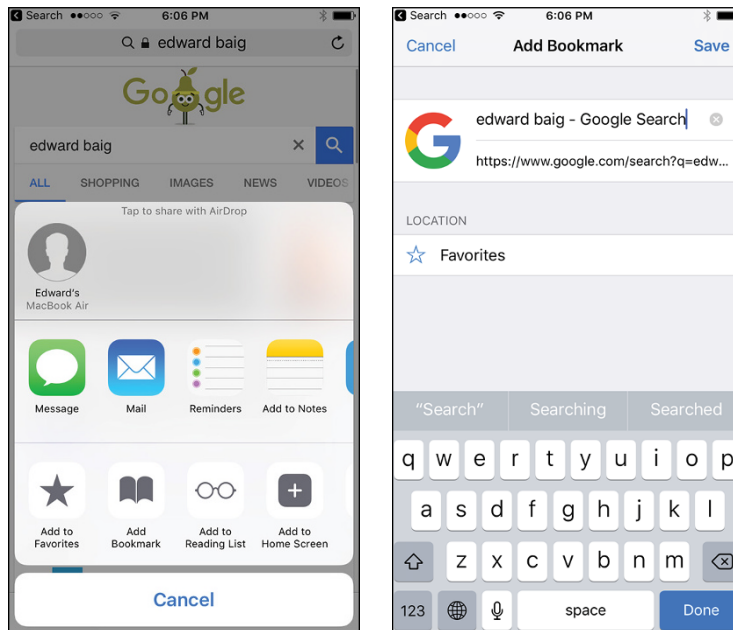 Search
6:06 PM
edward baig
Google
edward baig
ALL SHOPPING IMAGES NEWS VIDEOS
Tap to share with AirDrop
Edward's
MacBook Air
Message Mail Reminders Add to Notes
Add to Favorites
Add Bookmark
Add to Reading List
Add to Home Screen
Cancel
Search
6:06 PM
Cancel Add Bookmark Save
G
edward baig - Google Search
https://www.google.com/search?q=edw...
LOCATION
Favorites
"Search" Searching Searched
q w e r t y u i o p
a s d f g h j k l
z x c v b n m
123 space Done